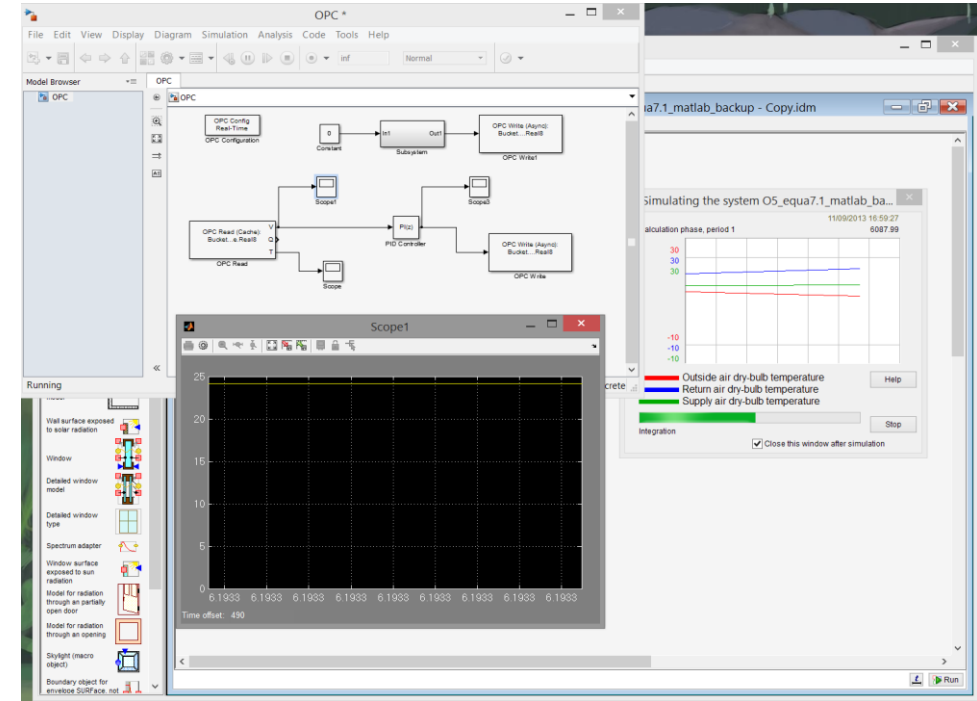 OPC *
File Edit View Display Diagram Simulation Analysis Code Tools Help
inf
Normal
Model Browser
OPC
OPC
OPC
OPC Config
Real-Time
OPC Configuration
0
Constant
In1
Out1
Subsystem
OPC Write (Async):
Bucket....Real8
OPC Write1
Scope1
Scope3
OPC Read (Cache):
Bucket...e.Real8
V
Q
T
OPC Read
PI(z)
PID Controller
OPC Write (Async):
Bucket...Real8
OPC Write
Scope
Running
crete
ua7.1_matlab_backup - Copy.idm
Simulating the system O5_equa7.1_matlab_ba...
11/09/2013 16:59:27
alculation phase, period 1
6087.99
30
30
30
-10
-10
-10
Outside air dry-bulb temperature
Return air dry-bulb temperature
Supply air dry-bulb temperature
Help
Integration
Stop
Close this window after simulation
Scope1
25
20
15
10
5
0
6.1933 6.1933 6.1933 6.1933 6.1933 6.1933 6.1933 6.1933 6.1933
Time offset: 490
model
Wall surface exposed
to solar radiation
Window
Detailed window
model
Detailed window
type
Spectrum adapter
Window surface
exposed to sun
radiation
Model for radiation
through an partially
open door
Model for radiation
through an opening
Skylight (macro
object)
Boundary object for
envelope SURFace, not
Run